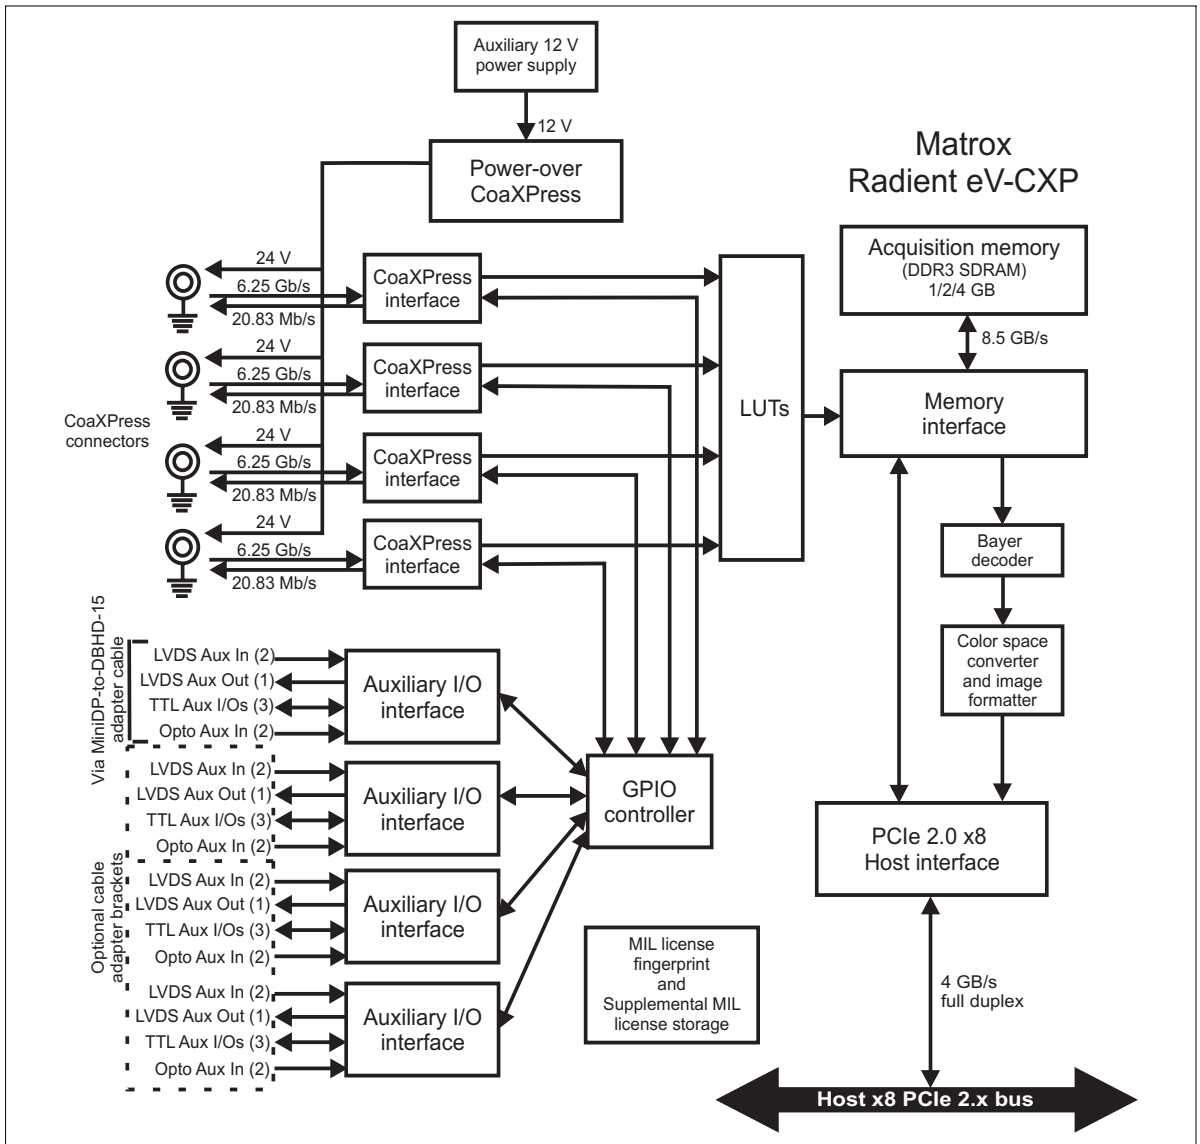 Auxiliary 12 V
power supply
12 V
Power-over
CoaXPress
Matrox
Radient eV-CXP
Acquisition memory
(DDR3 SDRAM)
1/2/4 GB
8.5 GB/s
Memory
interface
LUTs
CoaXPress
connectors
24 V
6.25 Gb/s
20.83 Mb/s
CoaXPress
interface
24 V
6.25 Gb/s
20.83 Mb/s
CoaXPress
interface
24 V
6.25 Gb/s
20.83 Mb/s
CoaXPress
interface
24 V
6.25 Gb/s
20.83 Mb/s
CoaXPress
interface
Bayer
decoder
Color space
converter
and image
formatter
Via MiniDP-to-DBHD-15
adapter cable
LVDS Aux In (2)
LVDS Aux Out (1)
TTL Aux I/Os (3)
Opto Aux In (2)
Auxiliary I/O
interface
Optional cable
adapter brackets
LVDS Aux In (2)
LVDS Aux Out (1)
TTL Aux I/Os (3)
Opto Aux In (2)
Auxiliary I/O
interface
LVDS Aux In (2)
LVDS Aux Out (1)
TTL Aux I/Os (3)
Opto Aux In (2)
Auxiliary I/O
interface
LVDS Aux In (2)
LVDS Aux Out (1)
TTL Aux I/Os (3)
Opto Aux In (2)
Auxiliary I/O
interface
GPIO
controller
PCIe 2.0 x8
Host interface
MIL license
fingerprint
and
Supplemental MIL
license storage
4 GB/s
full duplex
Host x8 PCIe 2.x bus